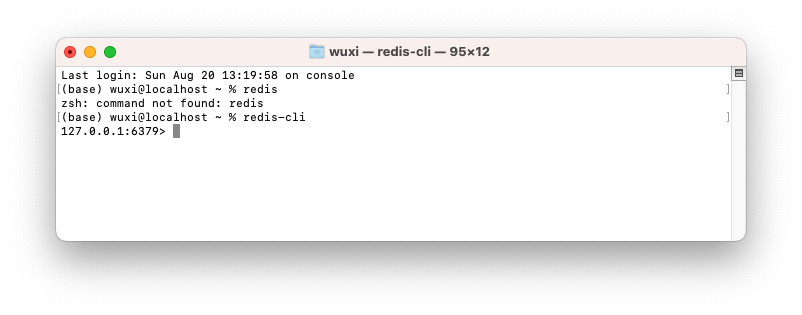 wuxi — redis-cli — 95×12
Last login: Sun Aug 20 13:19:58 on console
[(base) wuxi@localhost ~ % redis ]
zsh: command not found: redis
[(base) wuxi@localhost ~ % redis-cli ]
127.0.0.1:6379>